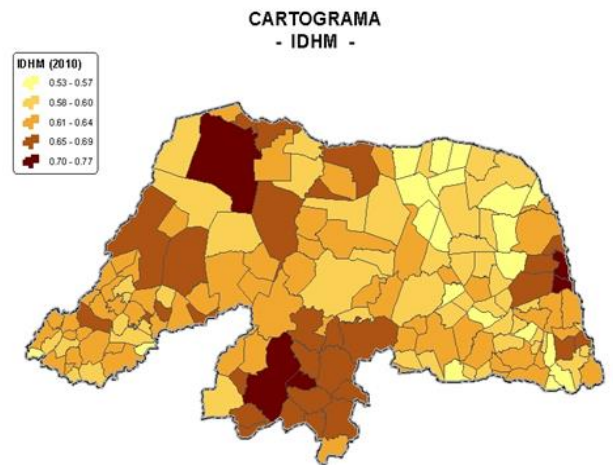 CARTOGRAMA
- IDHM -
IDHM (2010)
0.53 - 0.57
0.58 - 0.60
0.61 - 0.64
0.65 - 0.69
0.70 - 0.77